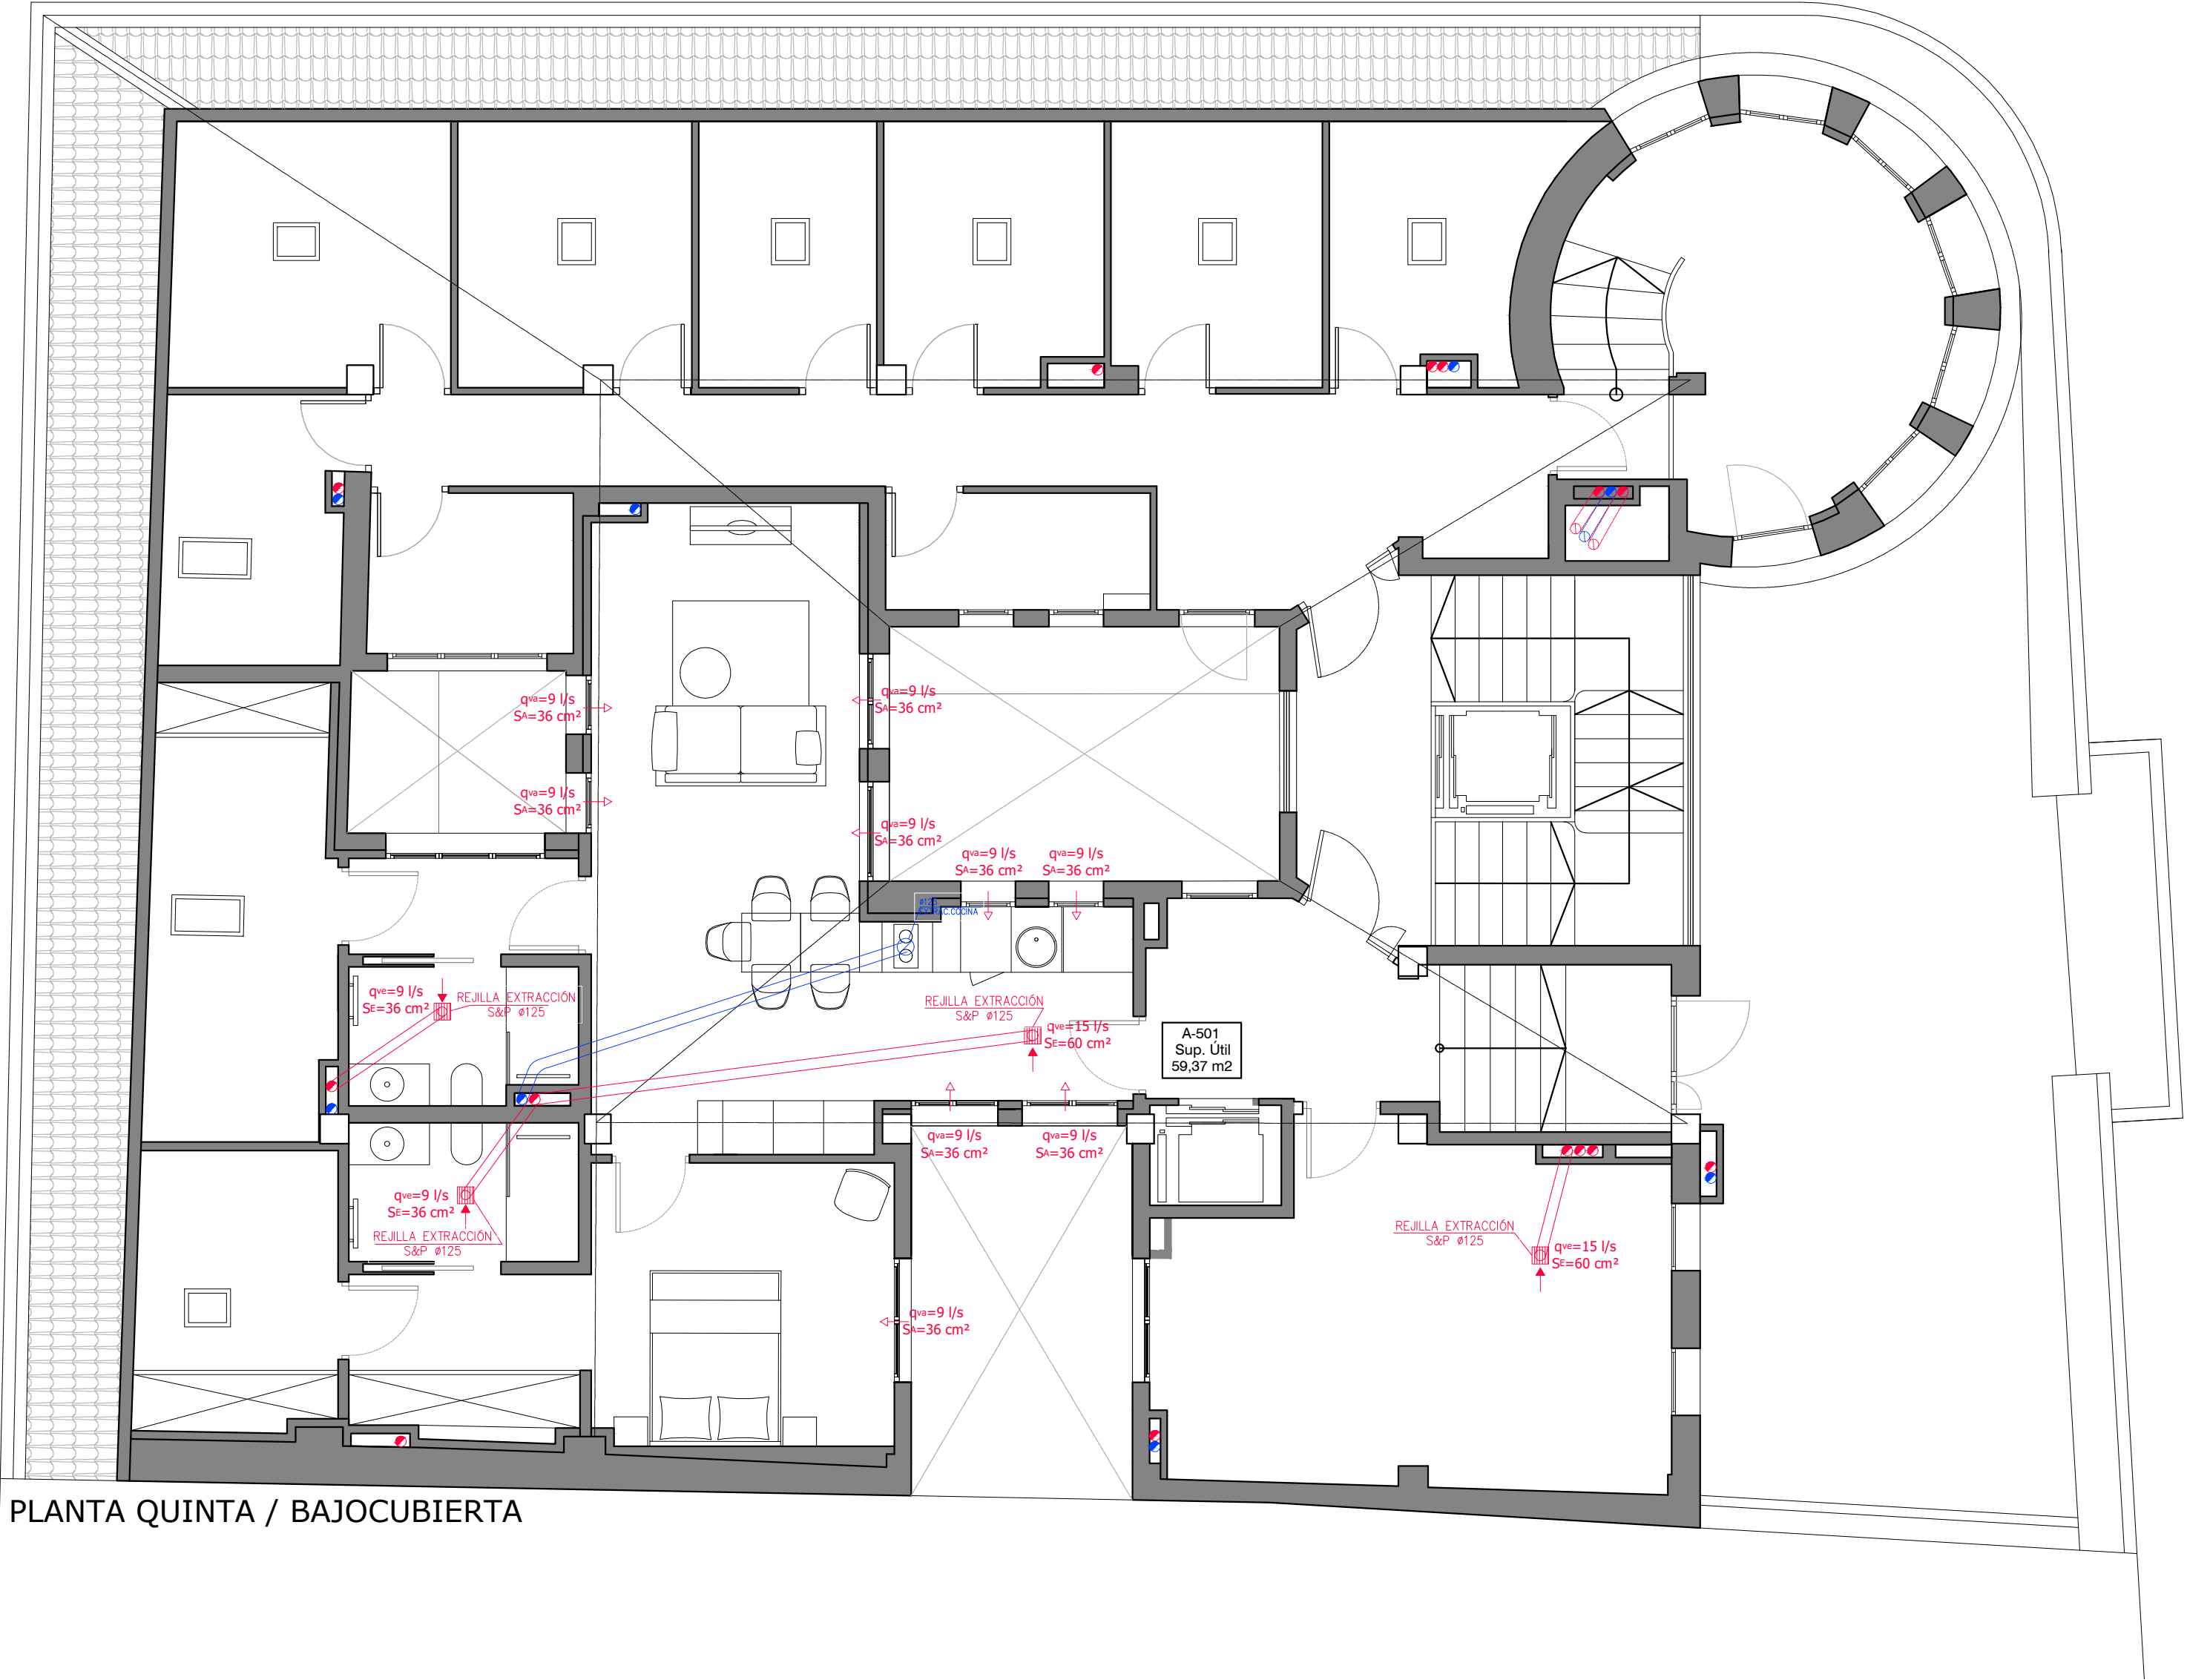 qva=9 l/s
SA=36 cm²
qva=9 l/s
SA=36 cm²
qva=9 l/s
SA=36 cm²
qva=9 l/s
SA=36 cm²
qva=9 l/s
SA=36 cm²
qva=9 l/s
SA=36 cm²
ø125
EXTRAC.COCINA
qve=9 l/s
SE=36 cm²
REJILLA EXTRACCIÓN
S&P ø125
REJILLA EXTRACCIÓN
S&P ø125
qve=15 l/s
SE=60 cm²
A-501
Sup. Útil
59,37 m2
qva=9 l/s
SA=36 cm²
qva=9 l/s
SA=36 cm²
qve=9 l/s
SE=36 cm²
REJILLA EXTRACCIÓN
S&P ø125
REJILLA EXTRACCIÓN
S&P ø125
qve=15 l/s
SE=60 cm²
qva=9 l/s
SA=36 cm²
PLANTA QUINTA / BAJOCUBIERTA